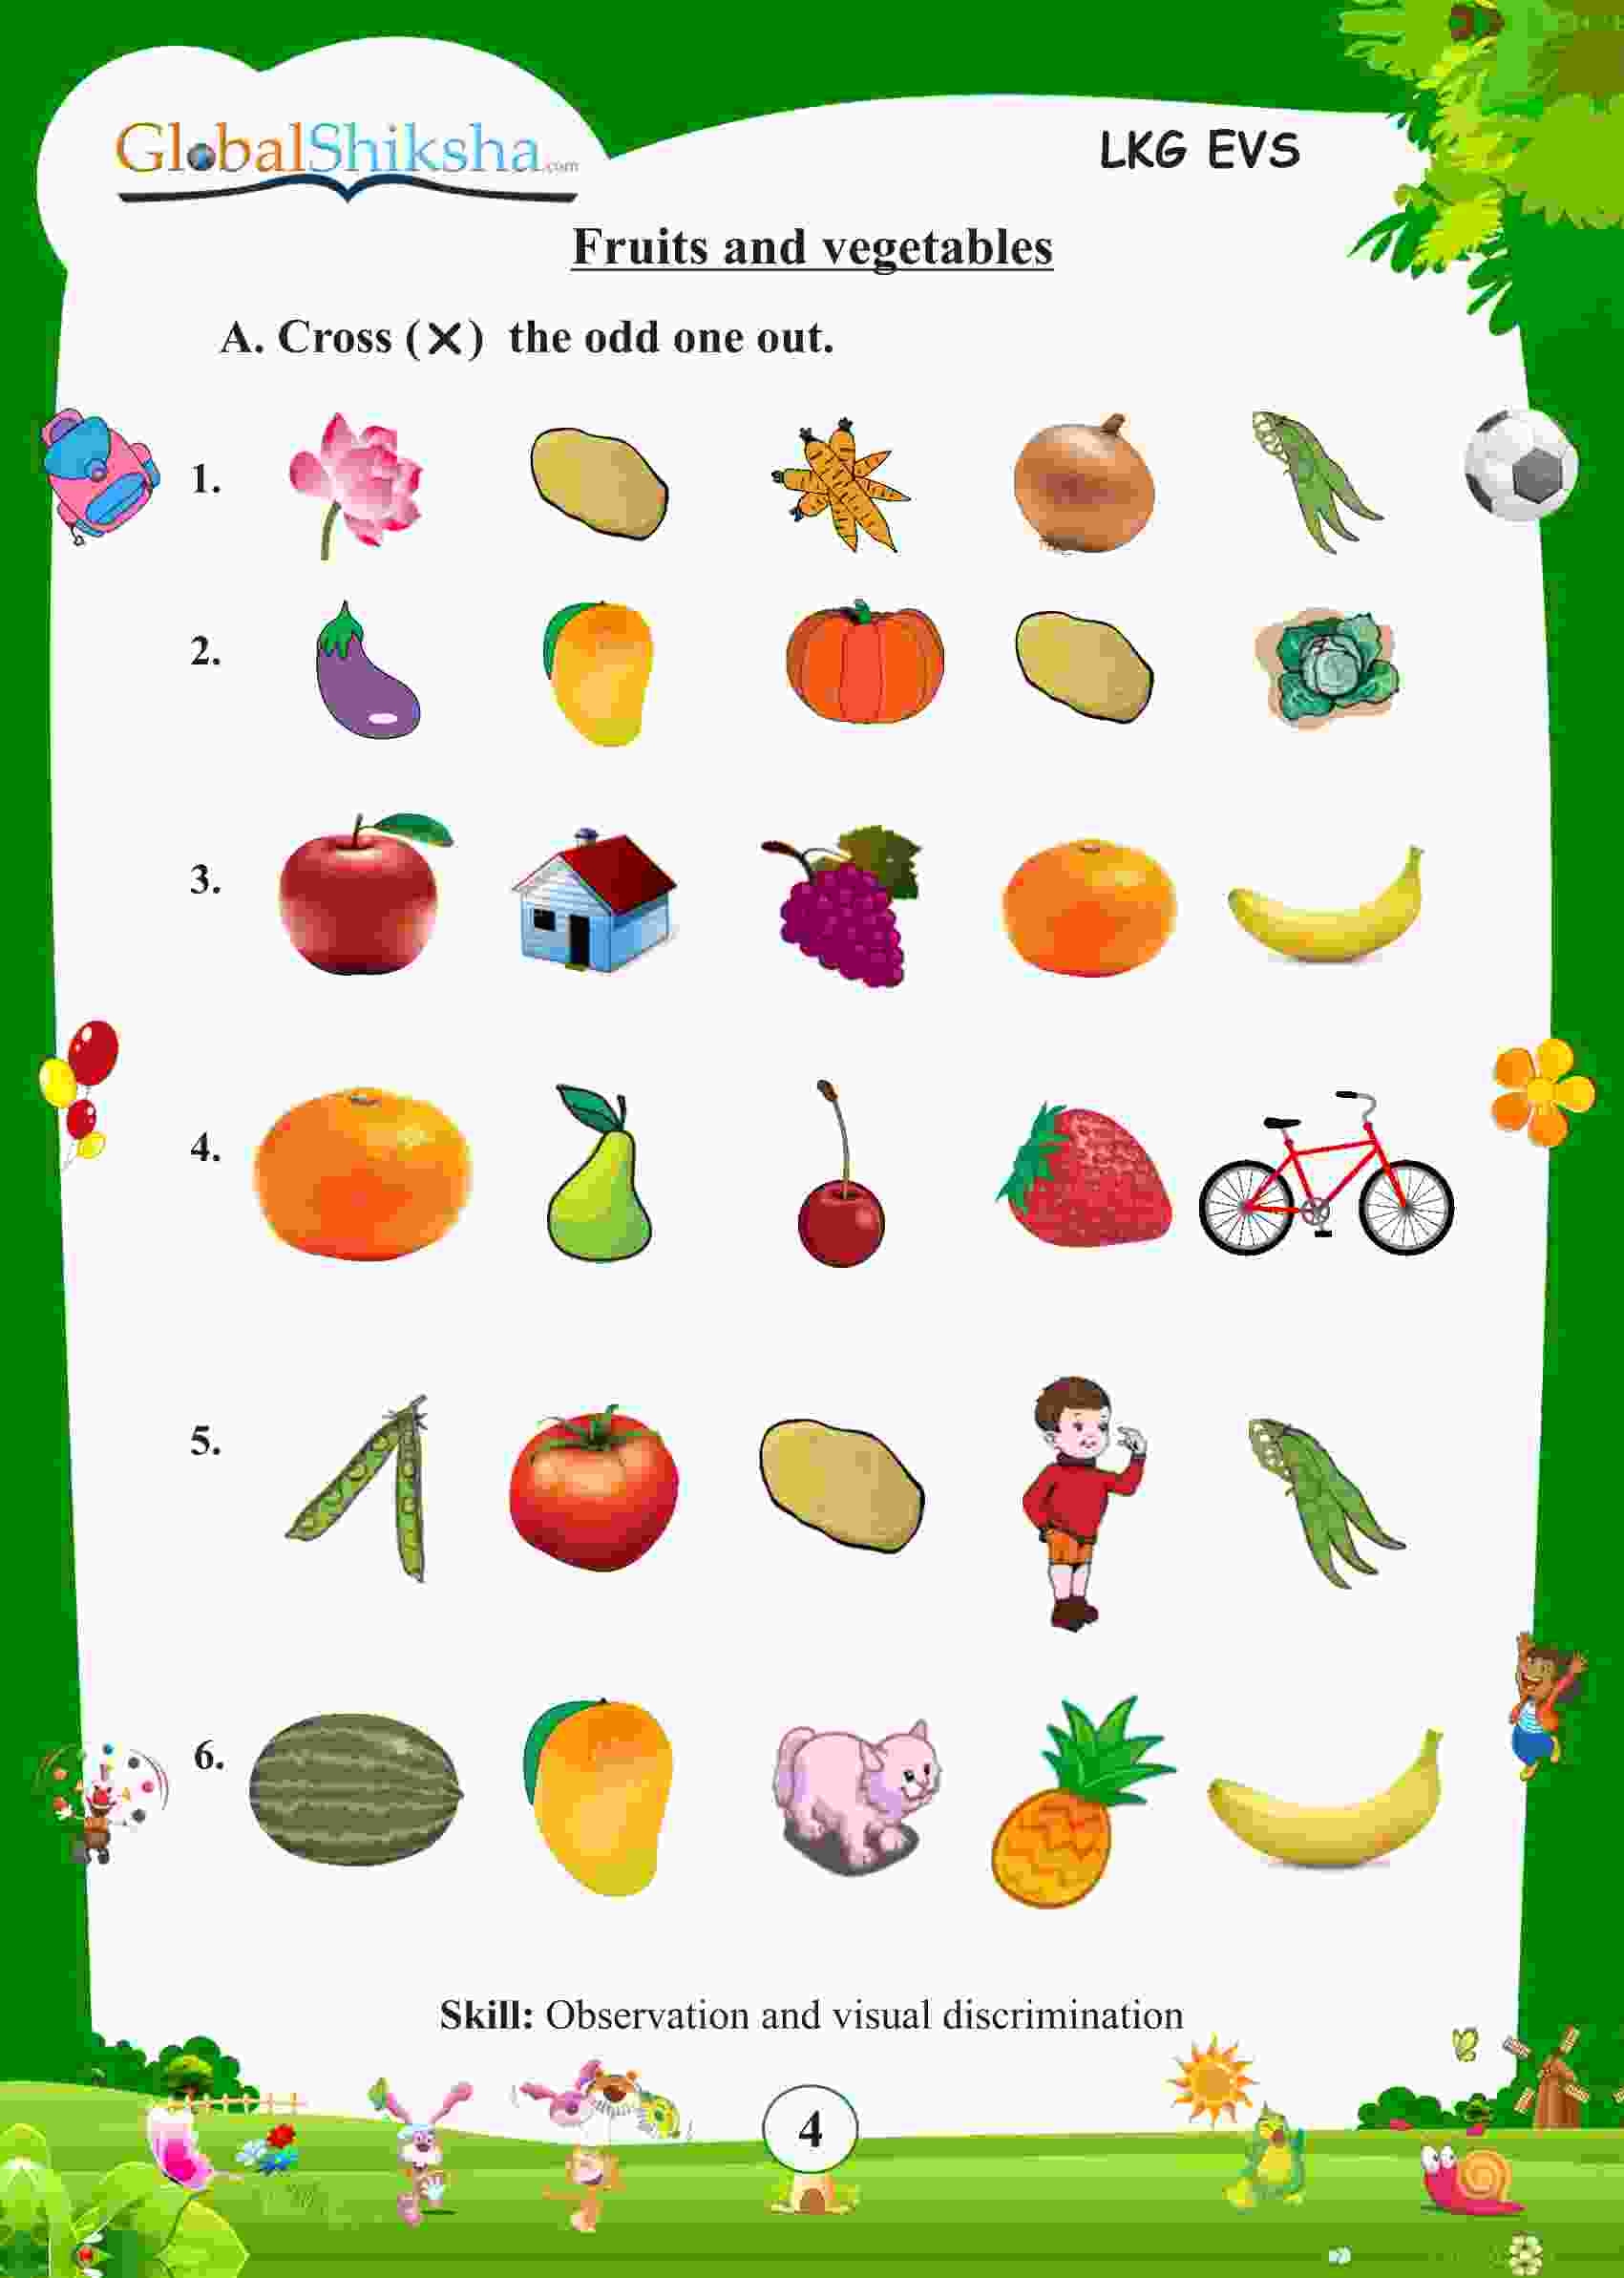 GlobalShiksha.com
LKG EVS
Fruits and vegetables
A. Cross (✕) the odd one out.
1.
2.
3.
4.
5.
6.
Skill: Observation and visual discrimination
4